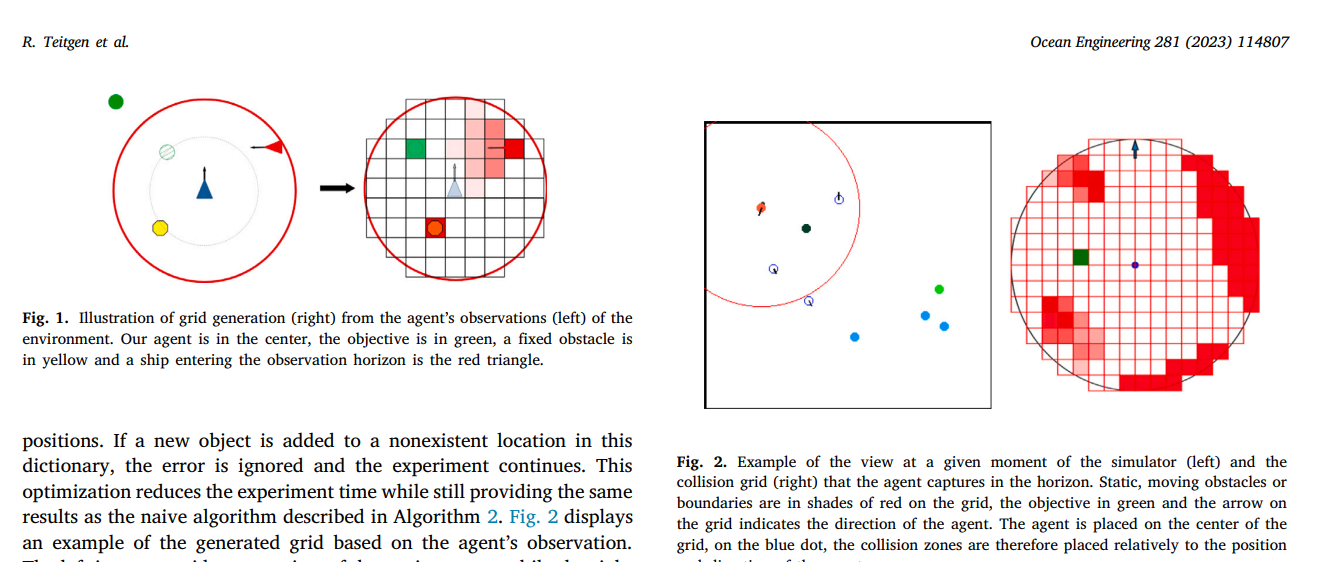 R. Teitgen et al.
Ocean Engineering 281 (2023) 114807
Fig. 1. Illustration of grid generation (right) from the agent's observations (left) of the
environment. Our agent is in the center, the objective is in green, a fixed obstacle is
in yellow and a ship entering the observation horizon is the red triangle.
positions. If a new object is added to a nonexistent location in this
dictionary, the error is ignored and the experiment continues. This
optimization reduces the experiment time while still providing the same
results as the naive algorithm described in Algorithm 2. Fig. 2 displays
an example of the generated grid based on the agent's observation.
Fig. 2. Example of the view at a given moment of the simulator (left) and the
collision grid (right) that the agent captures in the horizon. Static, moving obstacles or
boundaries are in shades of red on the grid, the objective in green and the arrow on
the grid indicates the direction of the agent. The agent is placed on the center of the
grid, on the blue dot, the collision zones are therefore placed relatively to the position